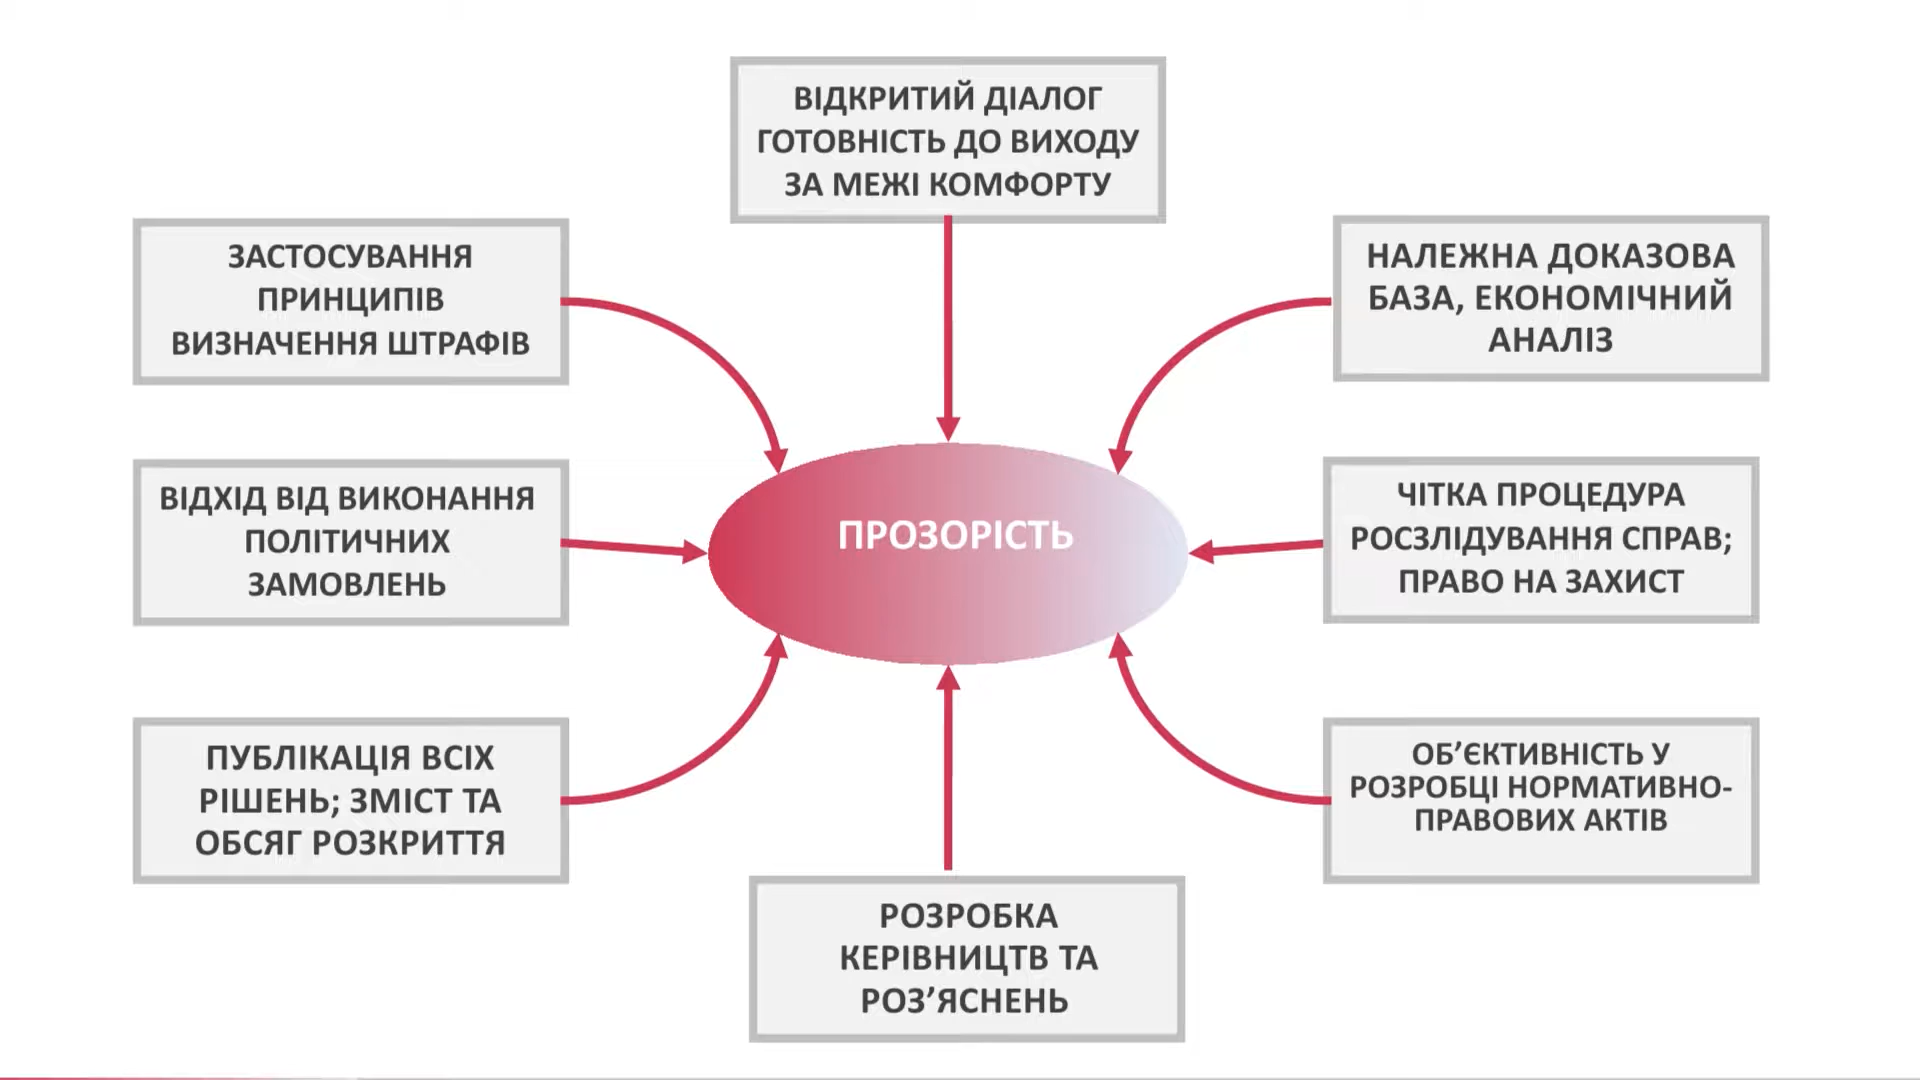 ВІДКРИТИЙ ДІАЛОГ
ГОТОВНІСТЬ ДО ВИХОДУ
ЗА МЕЖІ КОМФОРТУ
ЗАСТОСУВАННЯ
ПРИНЦИПІВ
ВИЗНАЧЕННЯ ШТРАФІВ
НАЛЕЖНА ДОКАЗОВА
БАЗА, ЕКОНОМІЧНИЙ
АНАЛІЗ
ВІДХІД ВІД ВИКОНАННЯ
ПОЛІТИЧНИХ
ЗАМОВЛЕНЬ
ПРОЗОРІСТЬ
ЧІТКА ПРОЦЕДУРА
РОСЗЛІДУВАННЯ СПРАВ;
ПРАВО НА ЗАХИСТ
ПУБЛІКАЦІЯ ВСІХ
РІШЕНЬ; ЗМІСТ ТА
ОБСЯГ РОЗКРИТТЯ
ОБ’ЄКТИВНІСТЬ У
РОЗРОБЦІ НОРМАТИВНО-
ПРАВОВИХ АКТІВ
РОЗРОБКА
КЕРІВНИЦТВ ТА
РОЗ’ЯСНЕНЬ